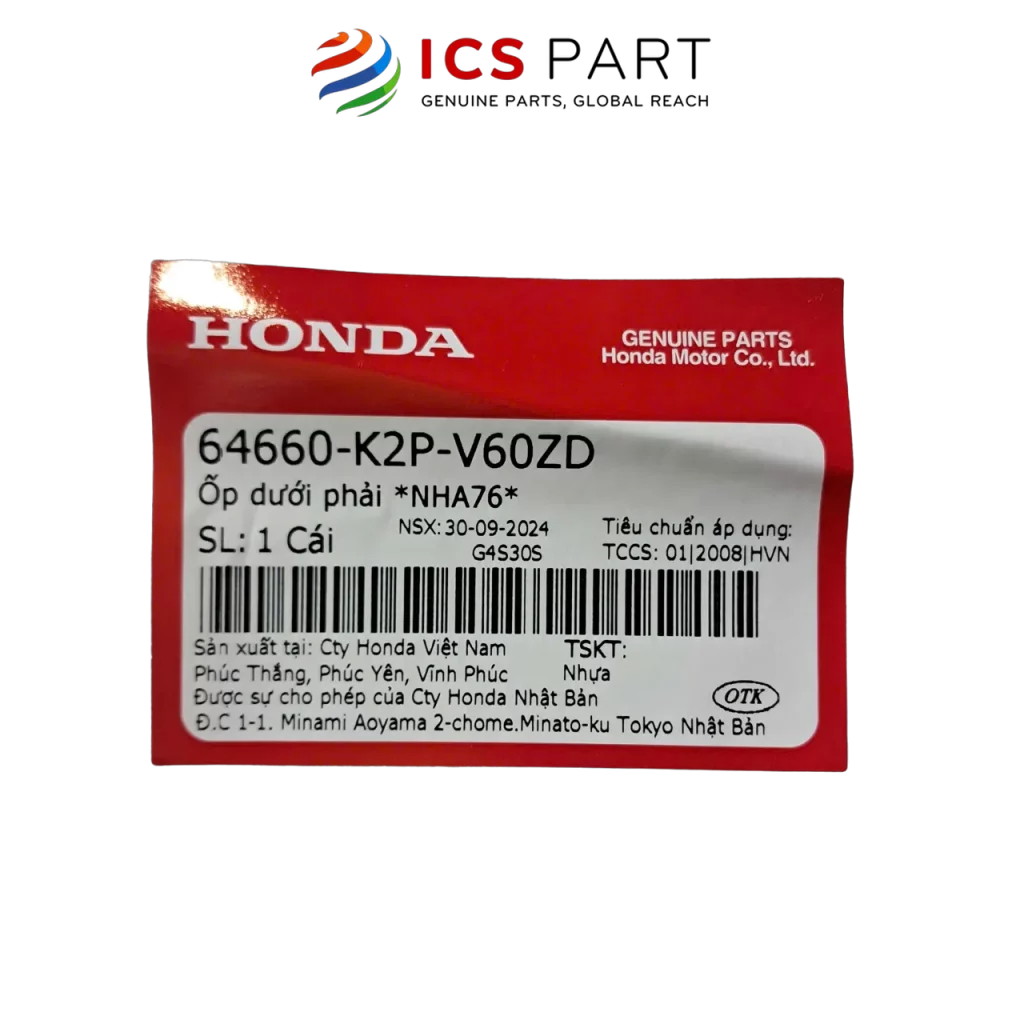 ICS PART
GENUINE PARTS, GLOBAL REACH
HONDA
GENUINE PARTS
Honda Motor Co., Ltd.
64660-K2P-V60ZD
Ốp dưới phải *NHA76*
SL: 1 Cái
NSX: 30-09-2024
G4S30S
Tiêu chuẩn áp dụng:
TCCS: 01|2008|HVN
Sản xuất tại: Cty Honda Việt Nam
Phúc Thắng, Phúc Yên, Vĩnh Phúc
TSKT:
Nhựa
Được sự cho phép của Cty Honda Nhật Bản
Đ.C 1-1. Minami Aoyama 2-chome.Minato-ku Tokyo Nhật Bản
OTK